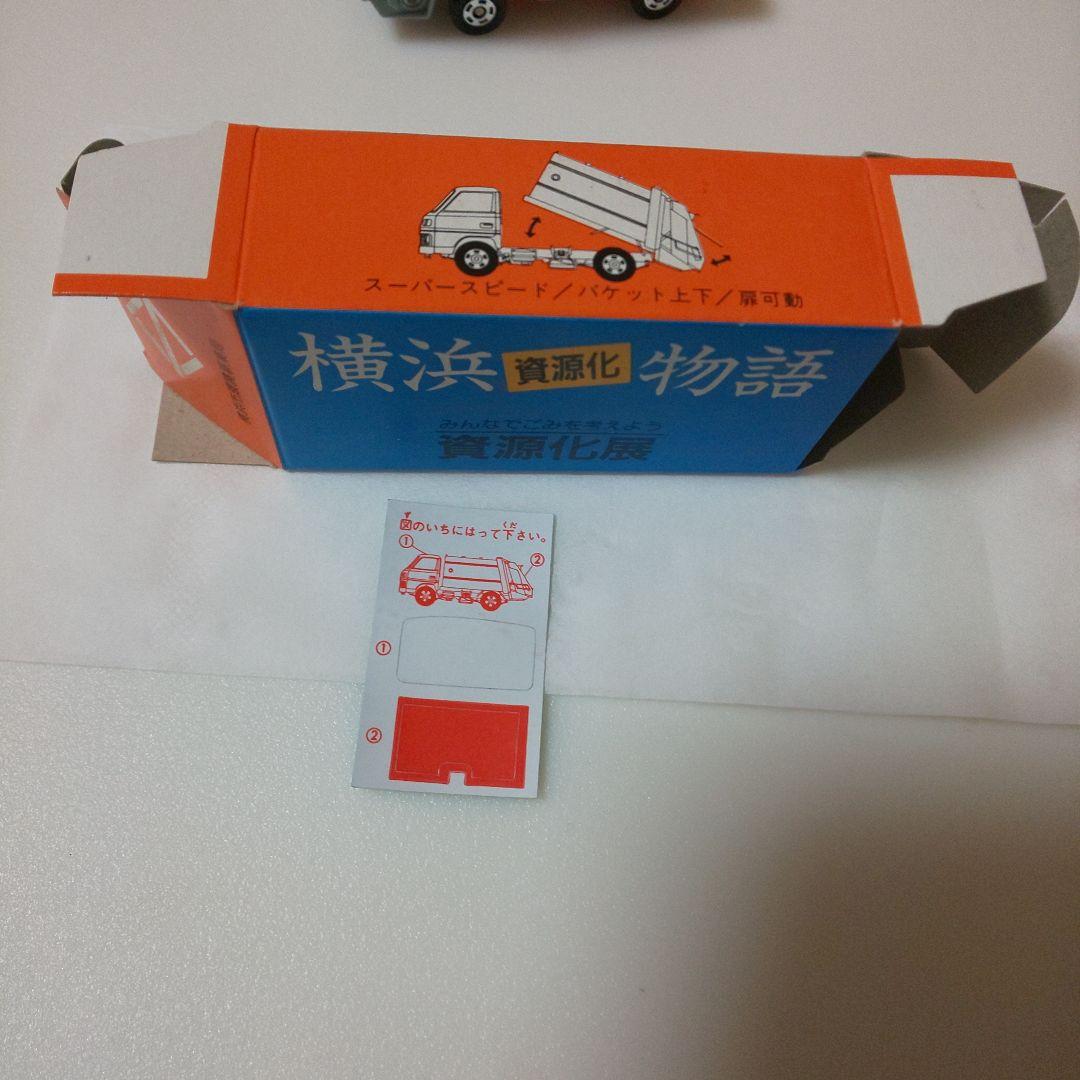 スーパースピード／バケット上下／扉可動
横浜資源化物語
みんなでごみを考えよう
資源化展
図のいちにはって下さい。
① ②
①
②